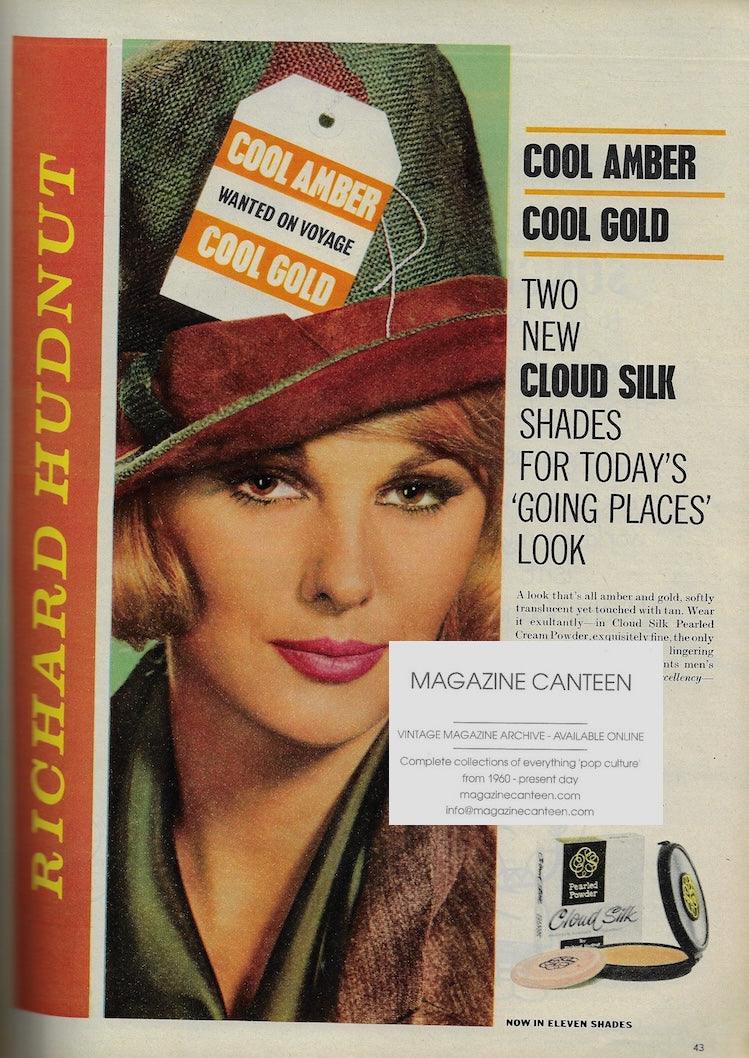 RICHARD HUDNUT
COOL AMBER
WANTED ON VOYAGE
COOL GOLD
COOL AMBER
COOL GOLD
TWO
NEW
CLOUD SILK
SHADES
FOR TODAY'S
'GOING PLACES'
LOOK
A look that's all amber and gold, softly
translucent yet touched with tan. Wear
it exultantly—in Cloud Silk Pearled
Cream Powder, exquisitely fine, the only
lingering
men's
MAGAZINE CANTEEN
VINTAGE MAGAZINE ARCHIVE - AVAILABLE ONLINE
Complete collections of everything 'pop culture'
from 1960 - present day
magazinecanteen.com
info@magazinecanteen.com
Pearled
Powder
Cloud Silk
NOW IN ELEVEN SHADES
43